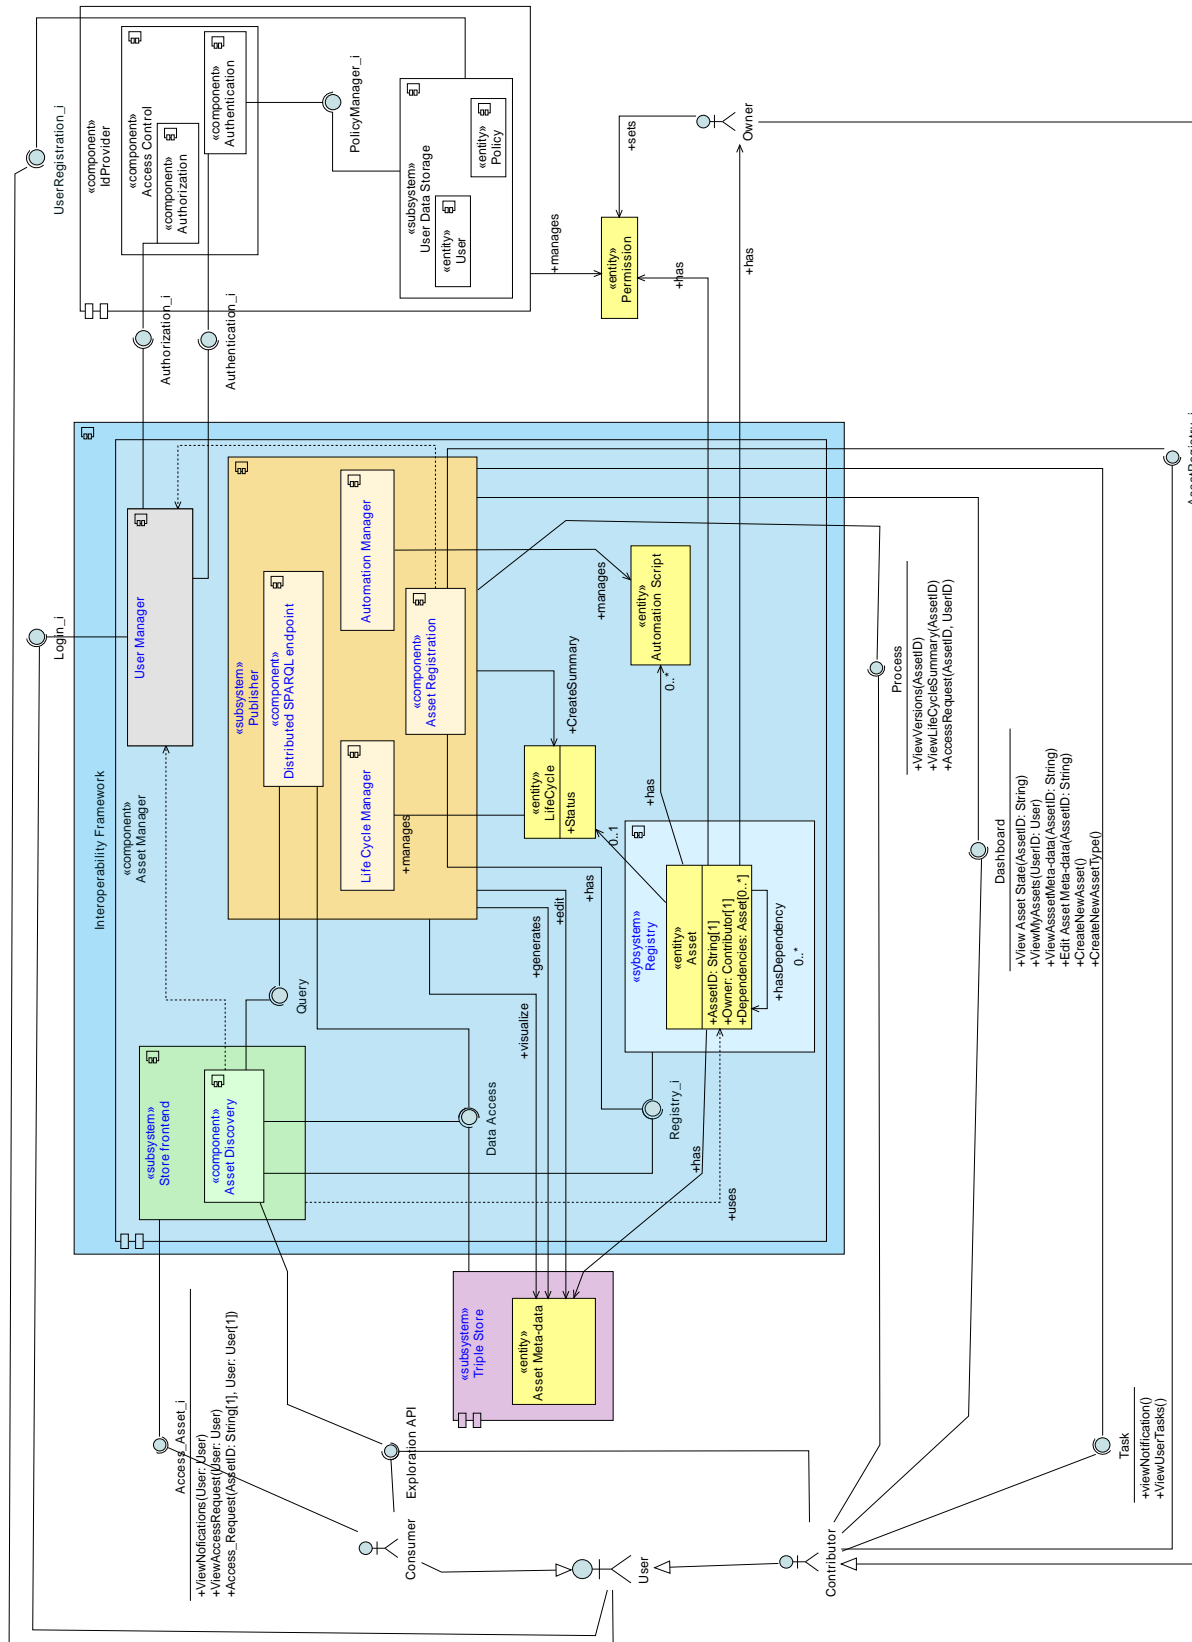 UserRegistration_i
«component»
IdProvider
«component»
Access Control
«component»
Authorization
«component»
Authentication
PolicyManager_i
«subsystem»
User Data Storage
«entity»
User
«entity»
Policy
+manages
«entity»
Permission
+sets
Owner
+has
+has
Authorization_i
Authentication_i
Login_i
Interoperability Framework
«component»
Asset Manager
User Manager
«subsystem»
Publisher
«component»
Distributed SPARQL endpoint
Automation Manager
Life Cycle Manager
«component»
Asset Registration
+manages
+CreateSummary
+manages
«entity»
LifeCycle
+Status
«entity»
Automation Script
0..*
+has
0..1
+has
«sybsystem»
Registry
«entity»
Asset
+AssetID: String[1]
+Owner: Contributor[1]
+Dependencies: Asset[0..*]
+hasDependency
0..*
Query
+visualize
+generates
+edit
«subsystem»
Store frontend
«component»
Asset Discovery
Data Access
Registry_i
+has
+uses
«subsystem»
Triple Store
«entity»
Asset Meta-data
Access_Asset_i
+ViewNofications(User: User)
+ViewAccessRequest(User: User)
+Access_Request(AssetID: String[1], User: User[1])
Exploration API
Consumer
User
Contributor
Process
+ViewVersions(AssetID)
+ViewLifeCycleSummary(AssetID)
+AccessRequest(AssetID, UserID)
Dashboard
+View Asset State(AssetID: String)
+ViewMyAssets(UserID: User)
+ViewAsssetMeta-data(AssetID: String)
+Edit Asset Meta-data(AssetID: String)
+CreateNewAsset()
+CreateNewAssetType()
Task
+viewNotification()
+ViewUserTasks()
AssetRegistry_i